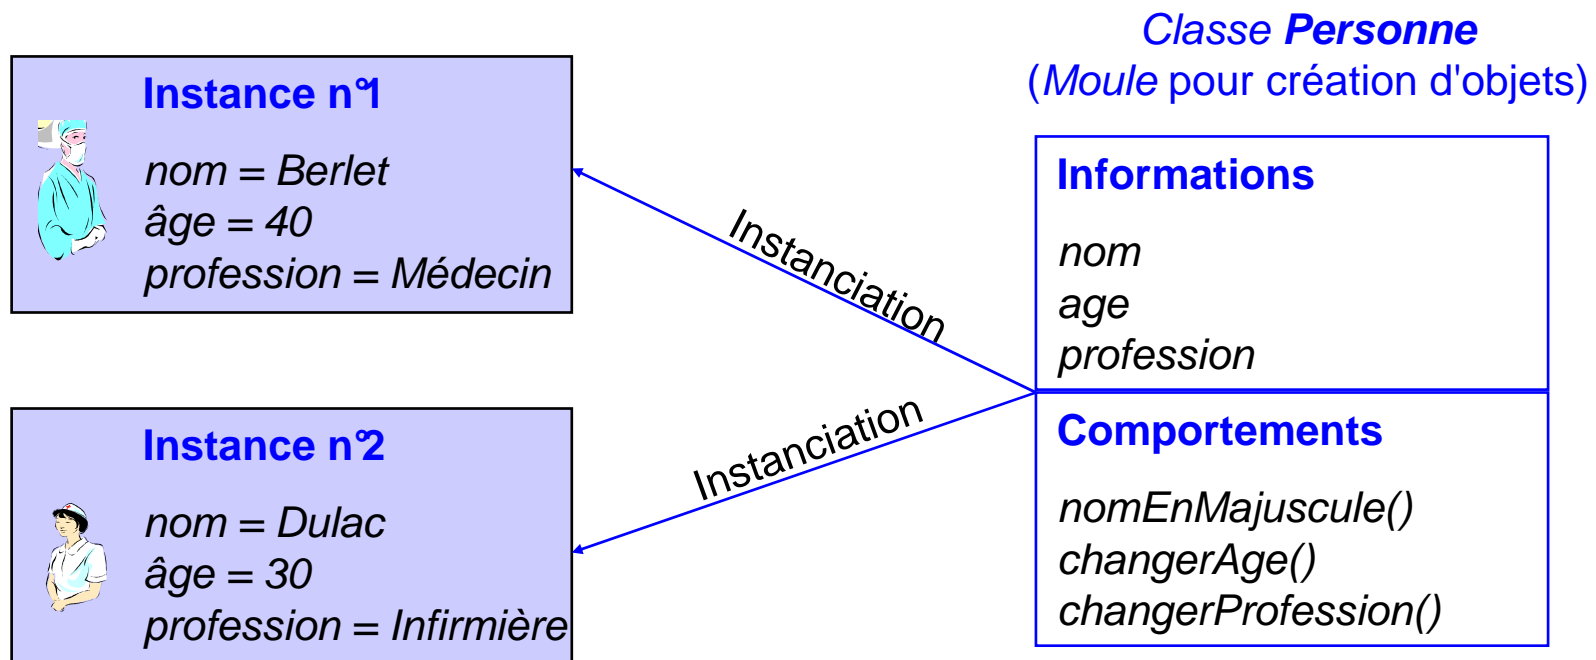 Classe Personne
(Moule pour création d'objets)
Instance n°1
nom = Berlet
âge = 40
profession = Médecin
Instanciation
Informations
nom
age
profession
Instance n°2
nom = Dulac
âge = 30
profession = Infirmière
Instanciation
Comportements
nomEnMajuscule()
changerAge()
changerProfession()